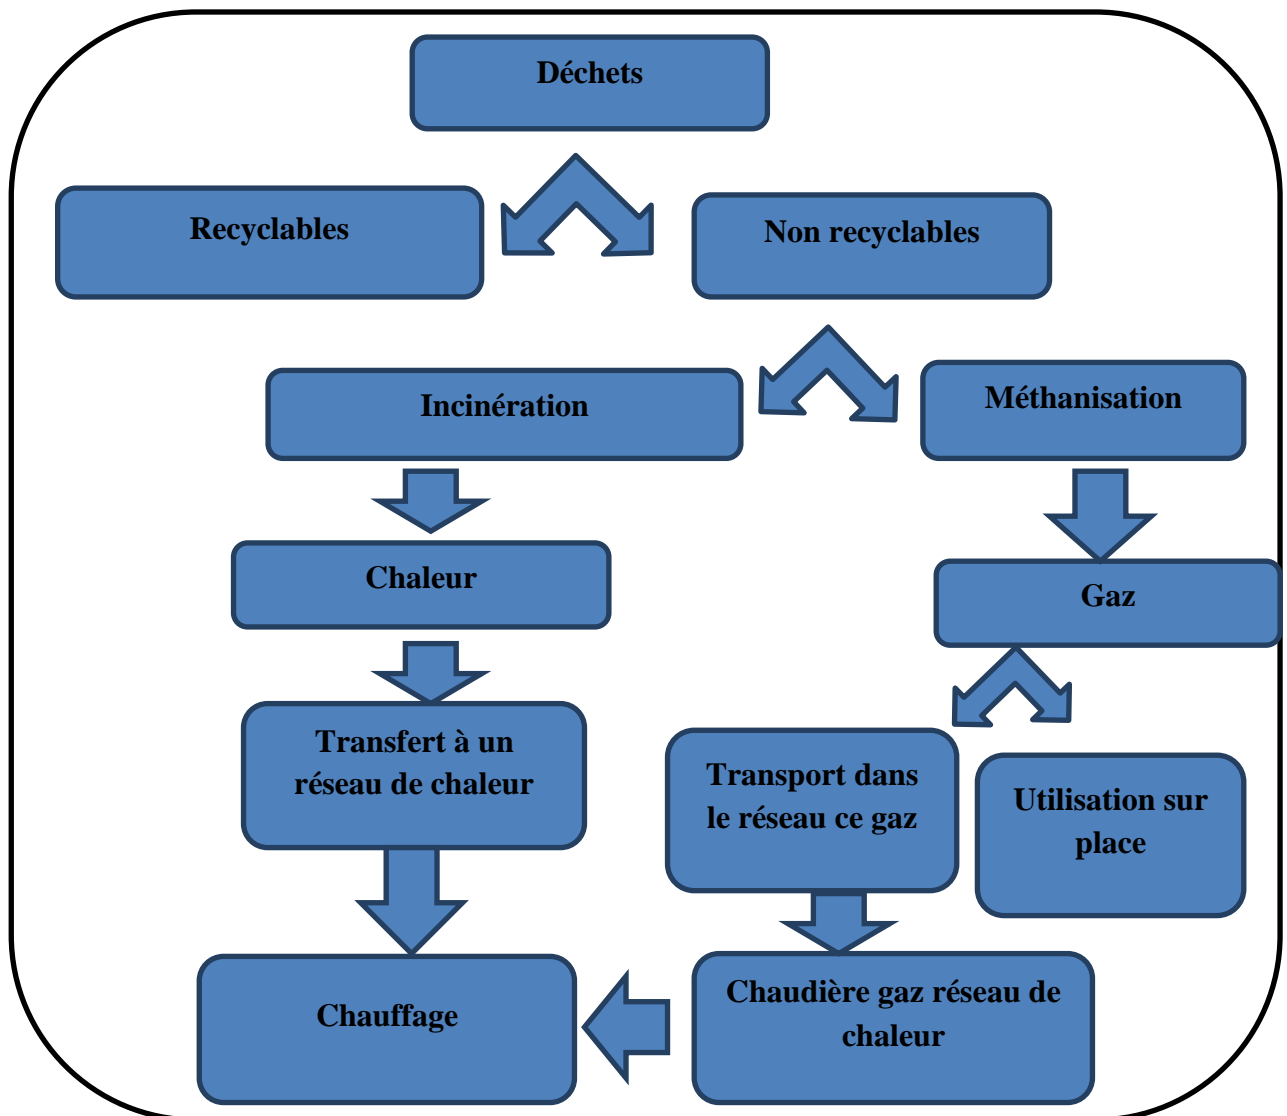 Déchets
Recyclables
Non recyclables
Incinération
Méthanisation
Chaleur
Gaz
Transfert à un
réseau de chaleur
Transport dans
le réseau ce gaz
Utilisation sur
place
Chauffage
Chaudière gaz réseau de
chaleur